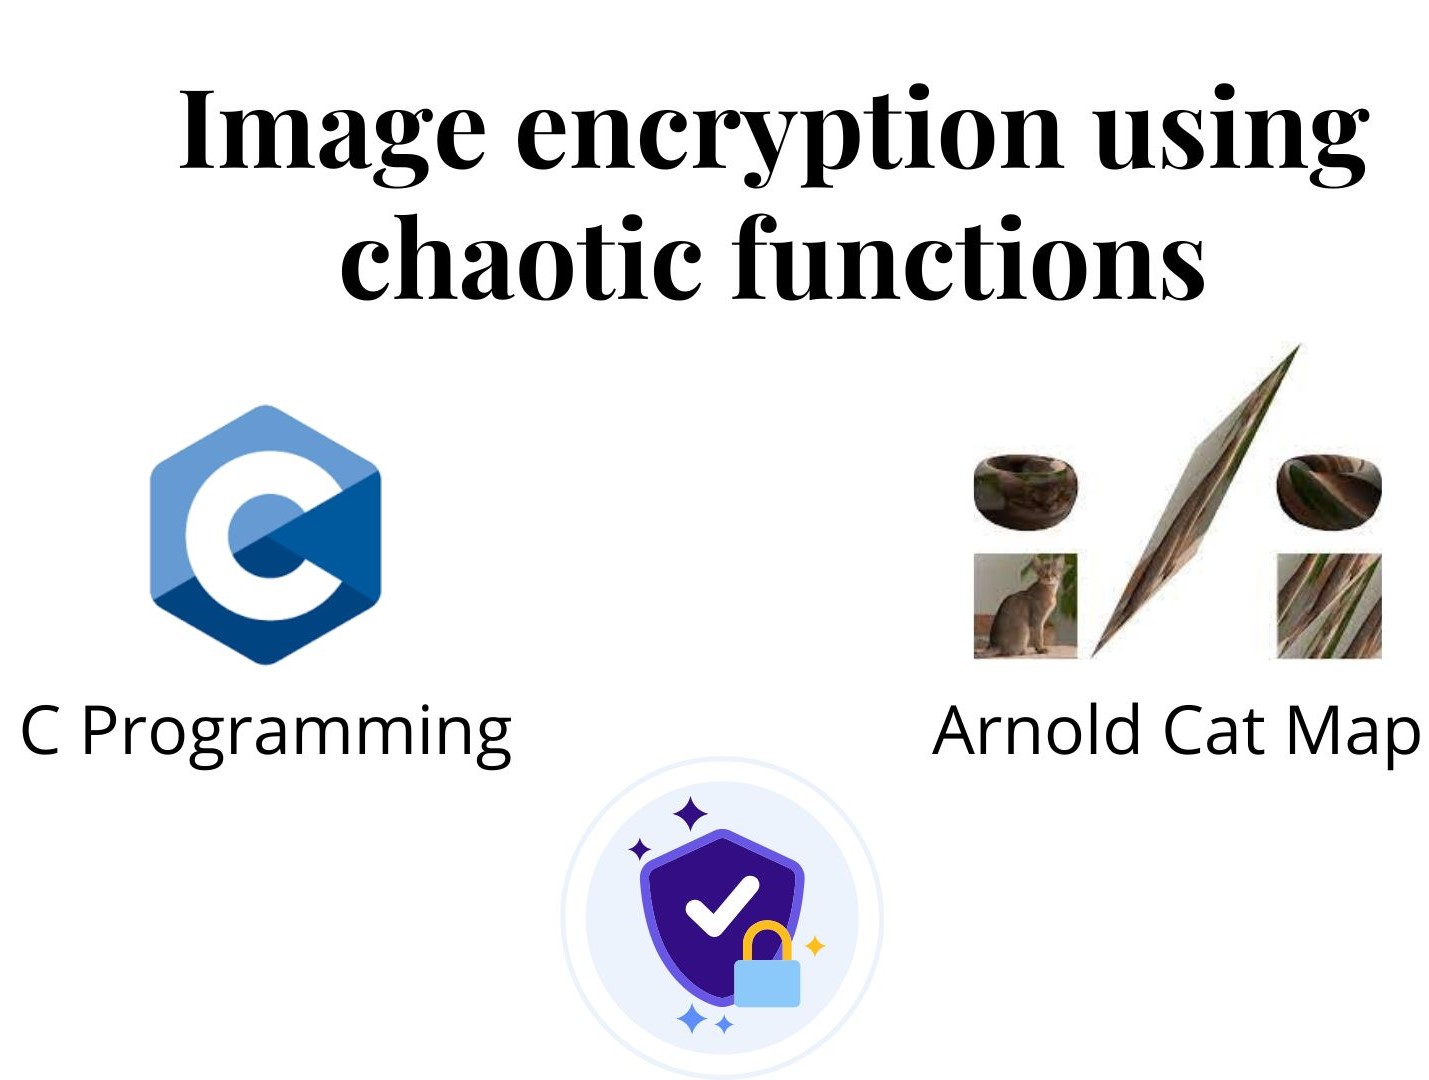 Image encryption using
chaotic functions
C Programming
Arnold Cat Map